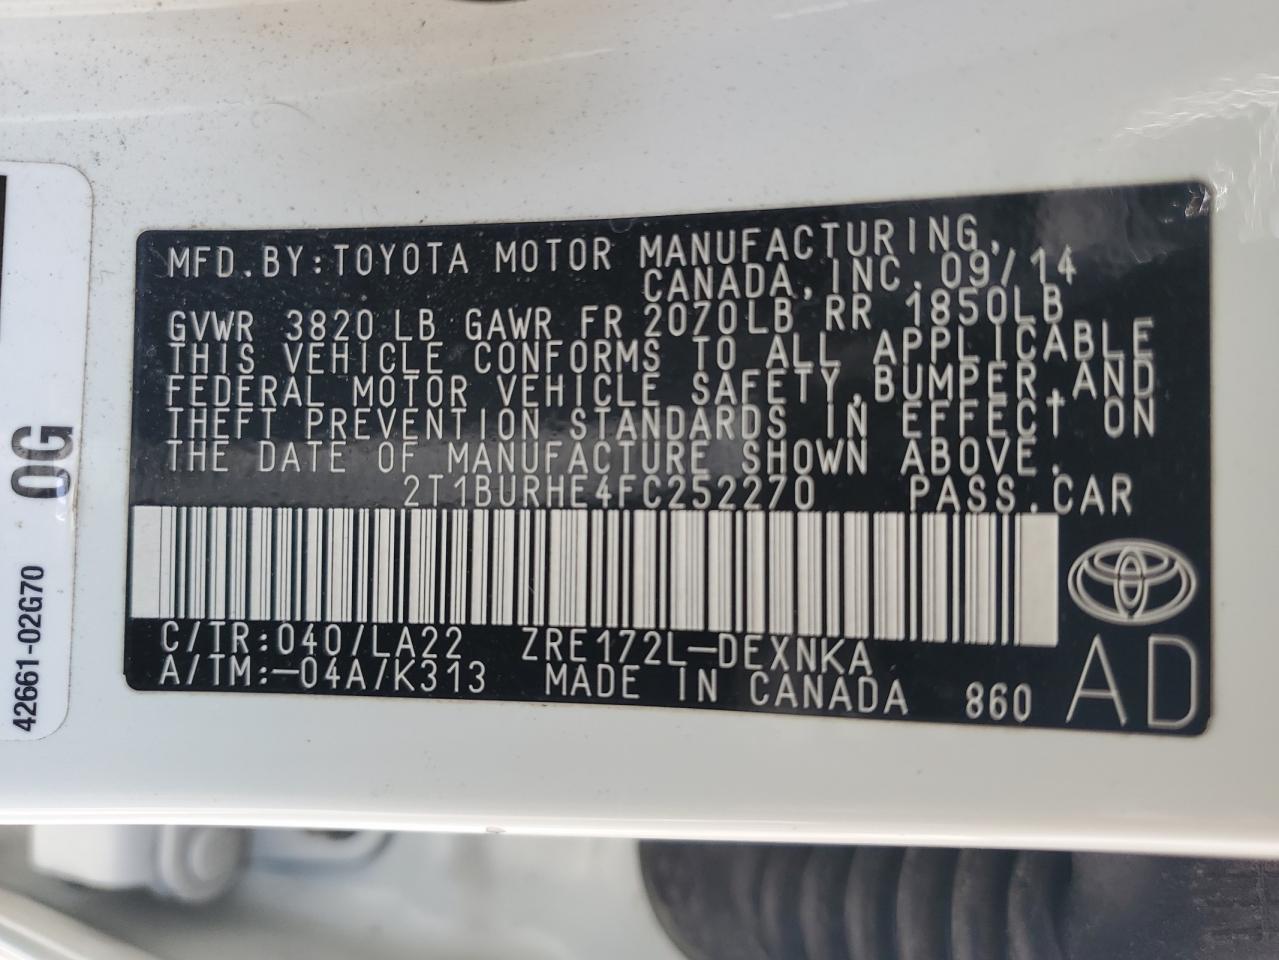 MFD.BY:TOYOTA MOTOR MANUFACTURING,
CANADA,INC. 09/14
GVWR 3820 LB GAWR FR 2070LB RR 1850LB
THIS VEHICLE CONFORMS TO ALL APPLICABLE
FEDERAL MOTOR VEHICLE SAFETY,BUMPER,AND
THEFT PREVENTION STANDARDS IN EFFECT ON
THE DATE OF MANUFACTURE SHOWN ABOVE.
2T1BURHE4FC252270 PASS.CAR
C/TR:040/LA22 ZRE172L-DEXNKA
A/TM:-04A/K313 MADE IN CANADA 860
AD
0G
42661-02G70